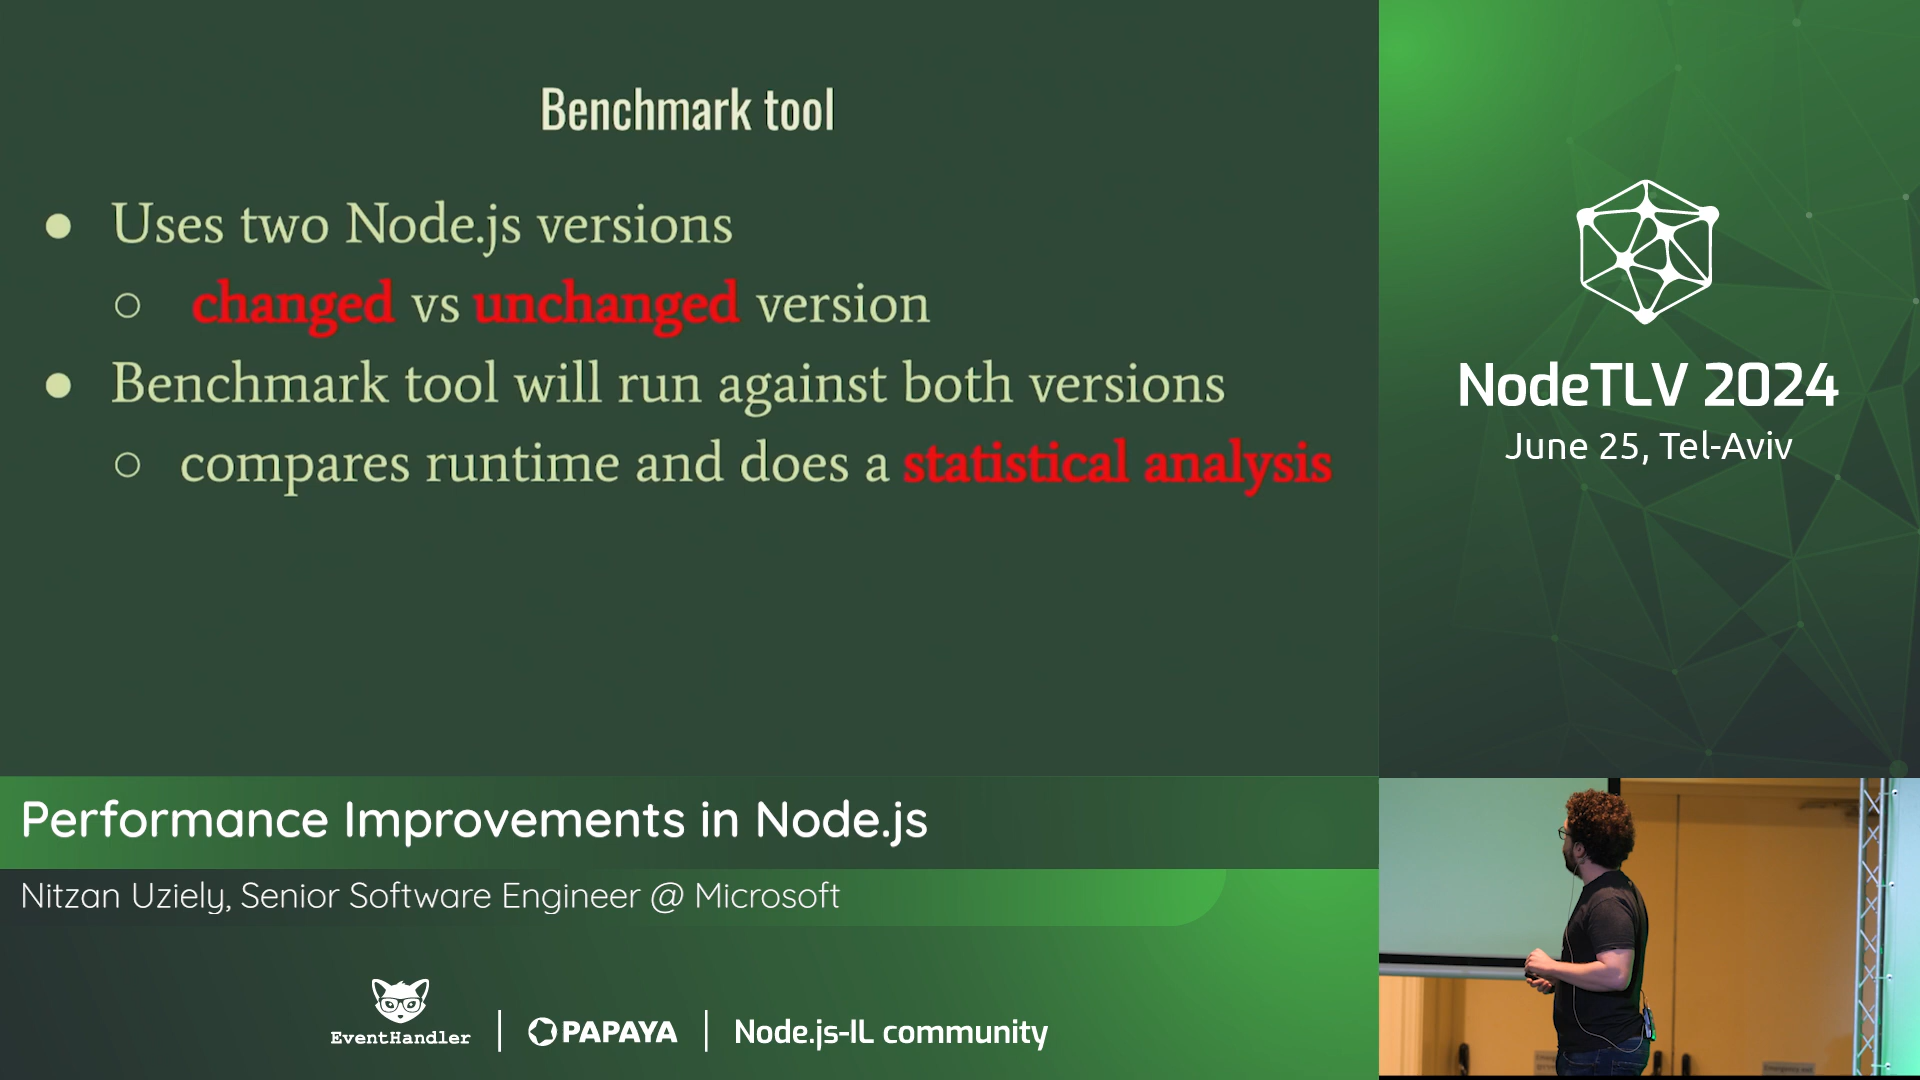 Benchmark tool
● Uses two Node.js versions
○ changed vs unchanged version
● Benchmark tool will run against both versions
○ compares runtime and does a statistical analysis
NodeTLV 2024
June 25, Tel-Aviv
Performance Improvements in Node.js
Nitzan Uziely, Senior Software Engineer @ Microsoft
EventHandler
PAPAYA
Node.js-IL community